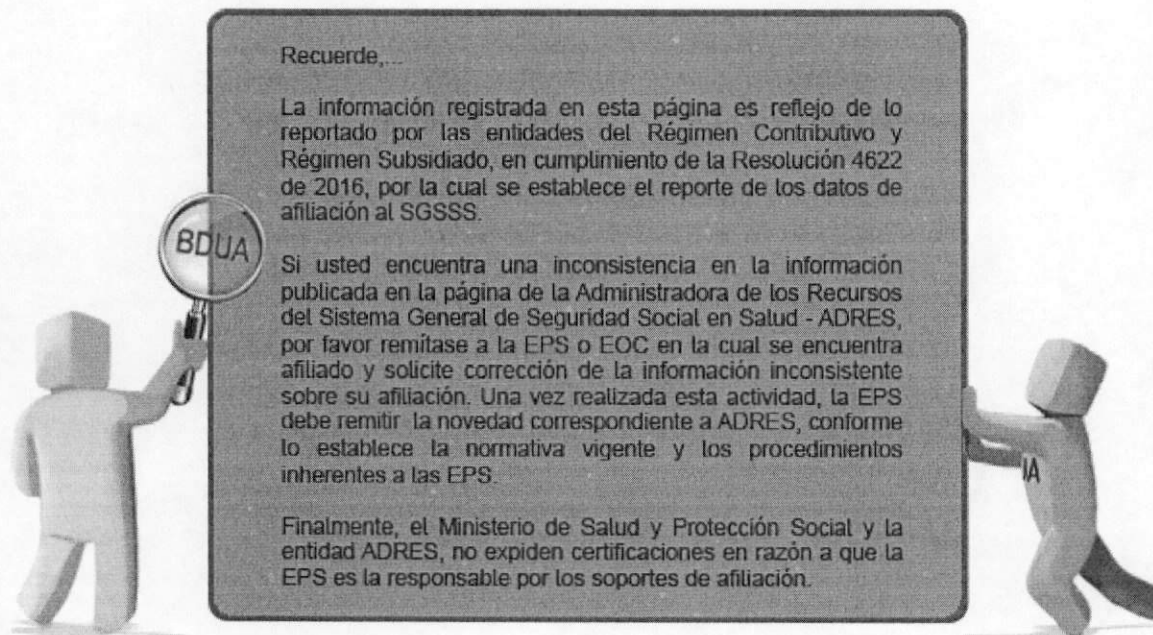 Recuerde,...
La información registrada en esta página es reflejo de lo
reportado por las entidades del Régimen Contributivo y
Régimen Subsidiado, en cumplimiento de la Resolución 4622
de 2016, por la cual se establece el reporte de los datos de
afiliación al SGSSS.
BDUA
Si usted encuentra una inconsistencia en la información
publicada en la página de la Administradora de los Recursos
del Sistema General de Seguridad Social en Salud - ADRES,
por favor remítase a la EPS o EOC en la cual se encuentra
afiliado y solicite corrección de la información inconsistente
sobre su afiliación. Una vez realizada esta actividad, la EPS
debe remitir la novedad correspondiente a ADRES, conforme
lo establece la normativa vigente y los procedimientos
inherentes a las EPS.
IA
Finalmente, el Ministerio de Salud y Protección Social y la
entidad ADRES, no expiden certificaciones en razón a que la
EPS es la responsable por los soportes de afiliación.